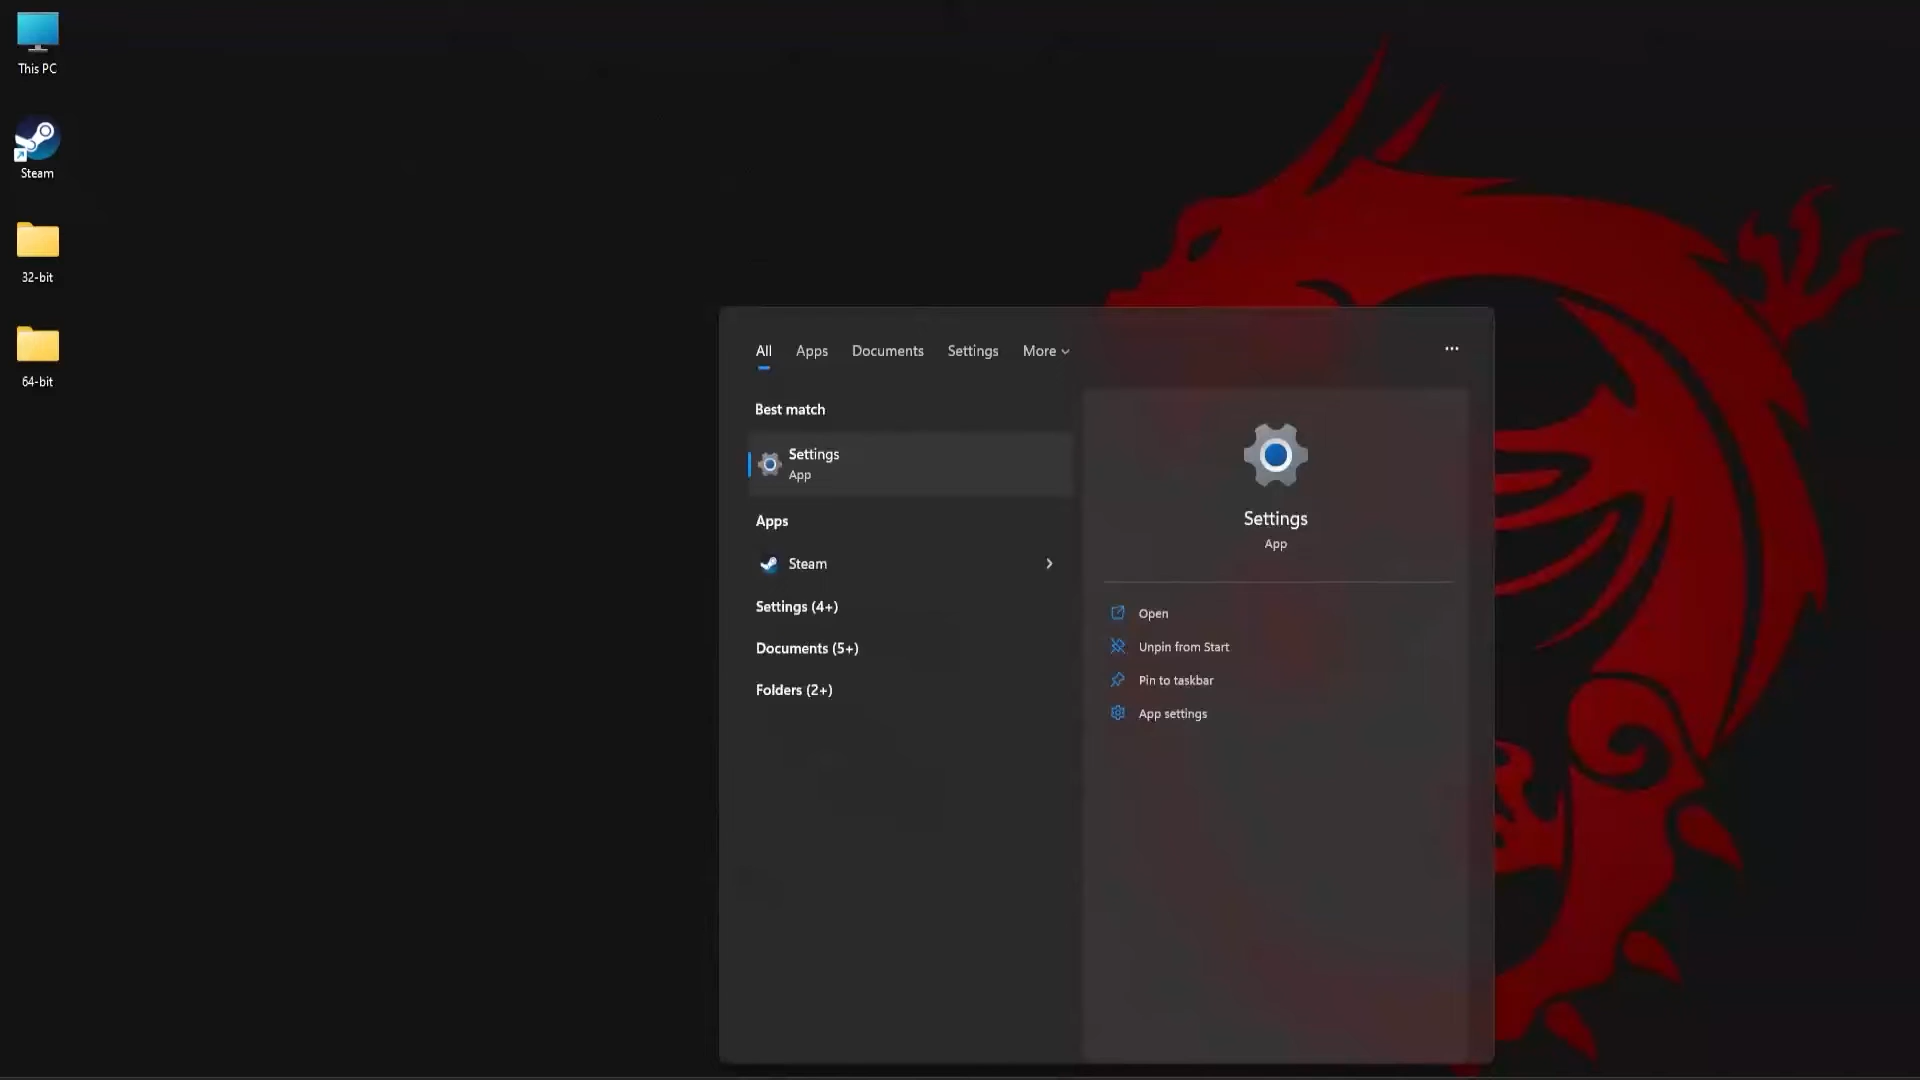 This PC
Steam
32-bit
64-bit
All Apps Documents Settings More
Best match
Settings
App
Apps
Steam
Settings (4+)
Documents (5+)
Folders (2+)
Settings
App
Open
Unpin from Start
Pin to taskbar
App settings